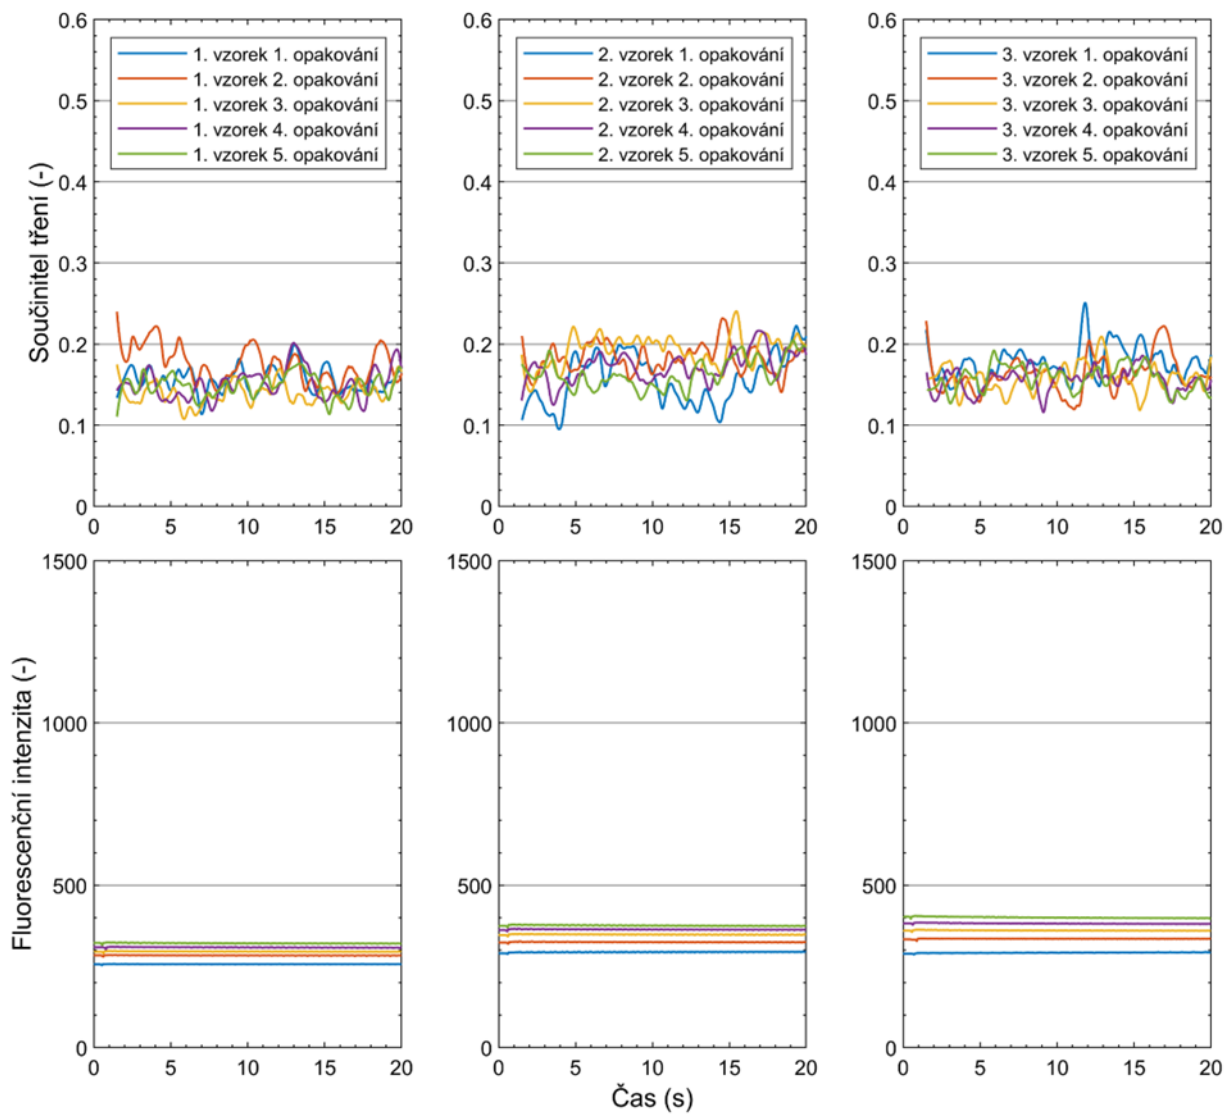 Součinitel tření (-)
0.6
0.5
0.4
0.3
0.2
0.1
0
1. vzorek 1. opakování
1. vzorek 2. opakování
1. vzorek 3. opakování
1. vzorek 4. opakování
1. vzorek 5. opakování
0 5 10 15 20
0.6
0.5
0.4
0.3
0.2
0.1
0
2. vzorek 1. opakování
2. vzorek 2. opakování
2. vzorek 3. opakování
2. vzorek 4. opakování
2. vzorek 5. opakování
0 5 10 15 20
0.6
0.5
0.4
0.3
0.2
0.1
0
3. vzorek 1. opakování
3. vzorek 2. opakování
3. vzorek 3. opakování
3. vzorek 4. opakování
3. vzorek 5. opakování
0 5 10 15 20
Fluorescenční intenzita (-)
1500
1000
500
0
0 5 10 15 20
1500
1000
500
0
0 5 10 15 20
1500
1000
500
0
0 5 10 15 20
Čas (s)